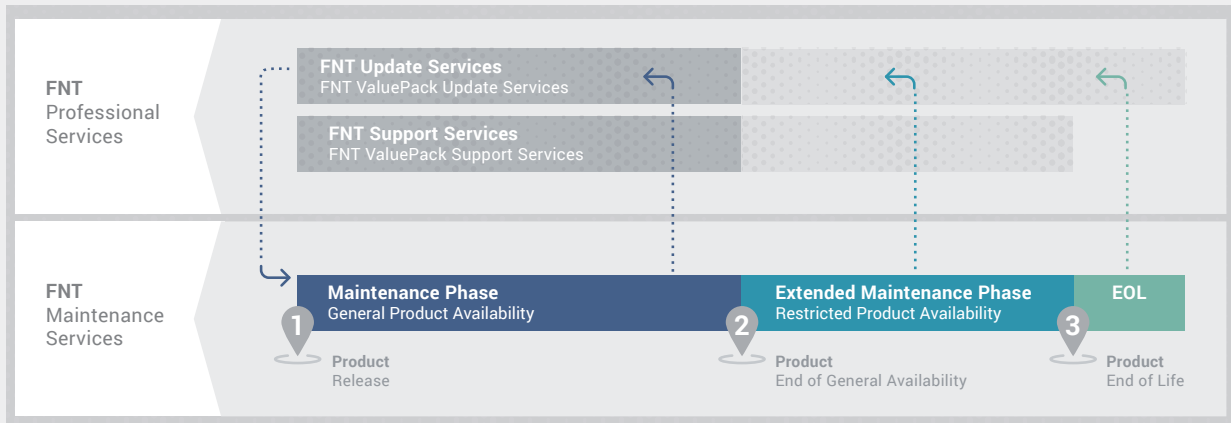 FNT
Professional
Services
FNT Update Services
FNT ValuePack Update Services
FNT Support Services
FNT ValuePack Support Services
FNT
Maintenance
Services
Maintenance Phase
General Product Availability
Extended Maintenance Phase
Restricted Product Availability
EOL
1
2
3
Product
Release
Product
End of General Availability
Product
End of Life